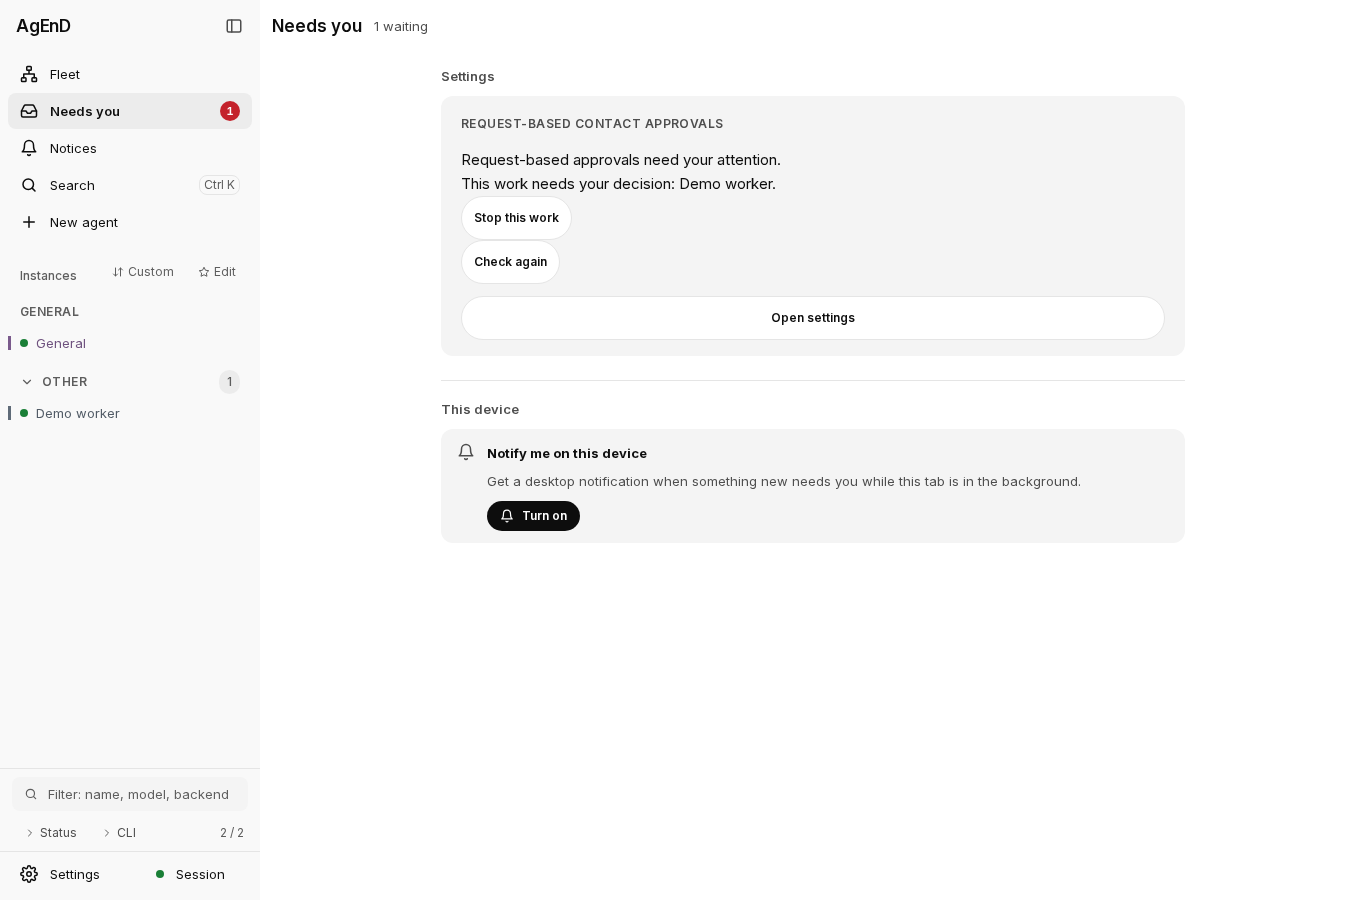 AgEnD
Fleet
Needs you 1
Notices
Search Ctrl K
New agent
Instances Custom Edit
GENERAL
General
OTHER 1
Demo worker
Filter: name, model, backend
Status CLI 2 / 2
Settings Session
Needs you 1 waiting
Settings
REQUEST-BASED CONTACT APPROVALS
Request-based approvals need your attention.
This work needs your decision: Demo worker.
Stop this work
Check again
Open settings
This device
Notify me on this device
Get a desktop notification when something new needs you while this tab is in the background.
Turn on